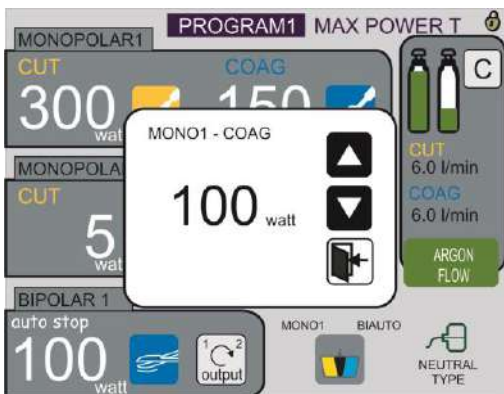 PROGRAM1 MAX POWER T
MONOPOLAR1
CUT
300
watt
COAG
150
C
CUT
6.0 l/min
COAG
6.0 l/min
ARGON
FLOW
MONO1 - COAG
100 watt
MONOPOLA
CUT
5
watt
BIPOLAR 1
auto stop
100
watt
1 2
output
MONO1 BIAUTO
NEUTRAL
TYPE